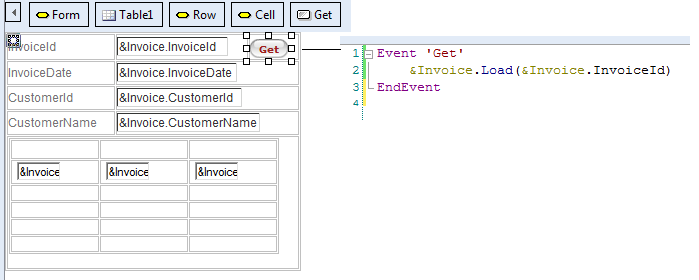 Form Table1 Row Cell Get
InvoiceId &Invoice.InvoiceId Get
InvoiceDate &Invoice.InvoiceDate
CustomerId &Invoice.CustomerId
CustomerName &Invoice.CustomerName
&Invoice &Invoice &Invoice
1 Event 'Get'
2 &Invoice.Load(&Invoice.InvoiceId)
3 EndEvent
4